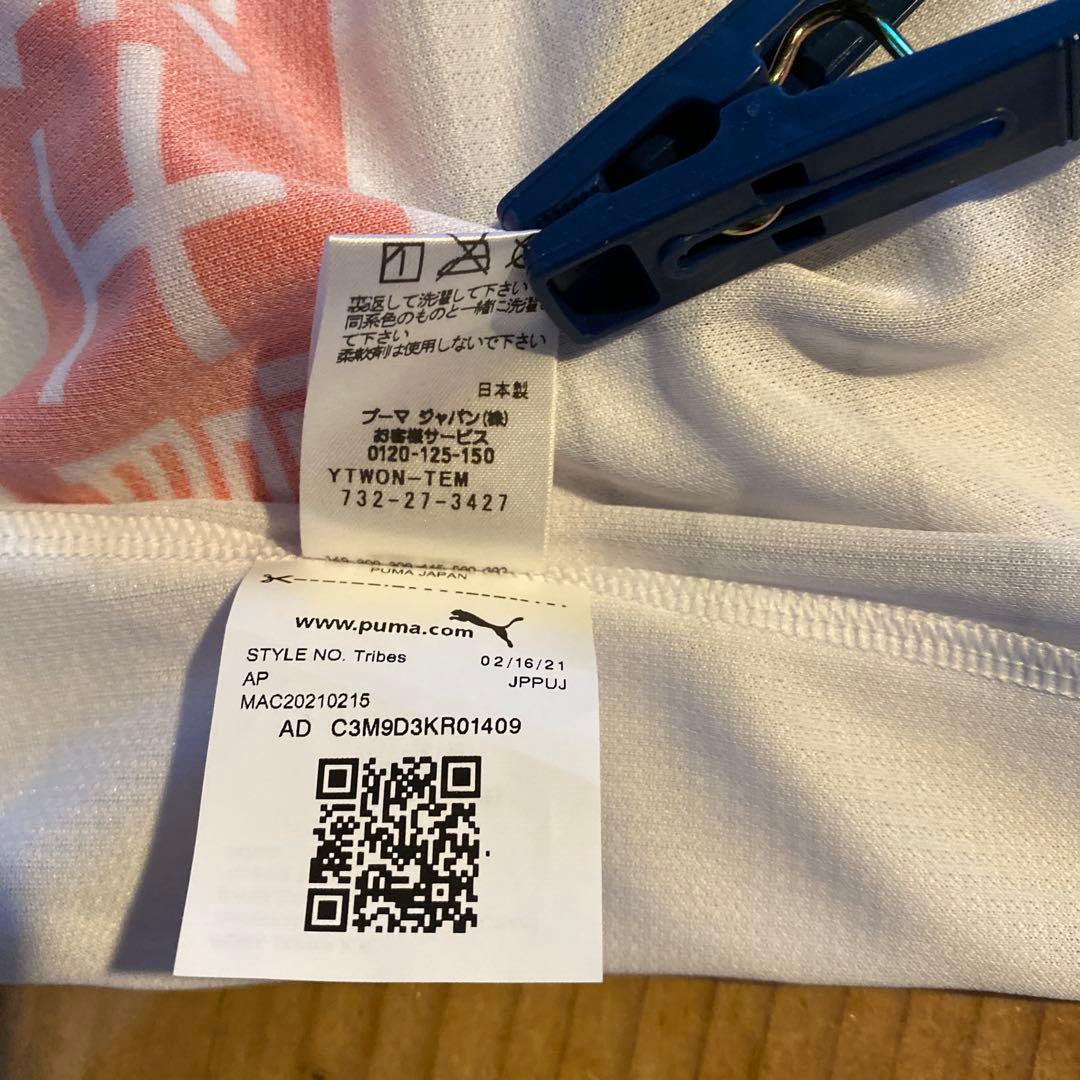 裏返して洗濯して下さい
同系色のものと一緒に洗濯
て下さい
柔軟剤は使用しないで下さい
日本製
プーマ ジャパン(株)
お客様サービス
0120-125-150
YTWON-TEM
732-27-3427
PUMA JAPAN
www.puma.com
STYLE NO. Tribes 02/16/21
AP JPPUJ
MAC20210215
AD C3M9D3KR01409